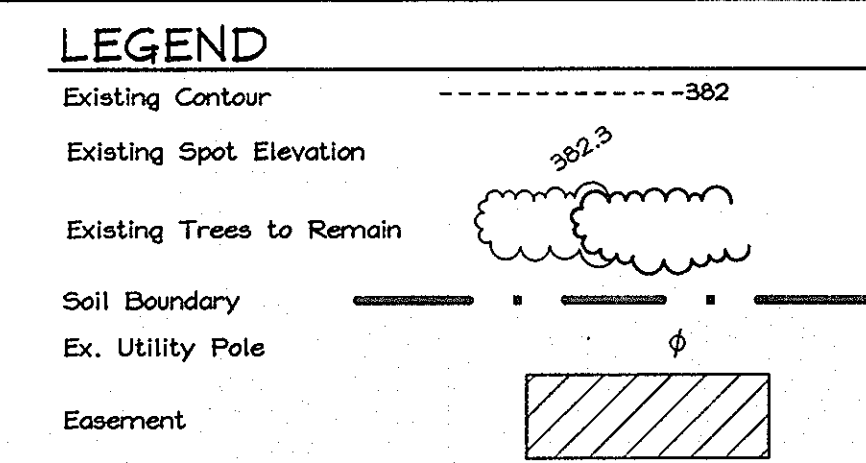 LEGEND
Existing Contour 382
Existing Spot Elevation 382.3
Existing Trees to Remain
Soil Boundary
Ex. Utility Pole
Easement